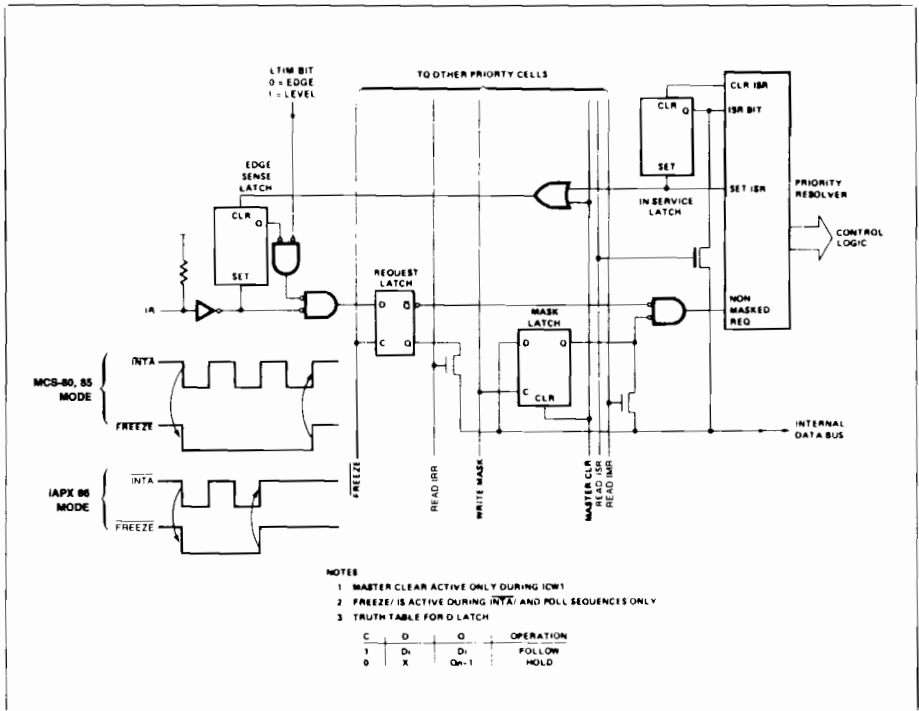 LTIM BIT
0 = EDGE
1 = LEVEL
TO OTHER PRIORTY CELLS
EDGE
SENSE
LATCH
CLR
Q
SET
IR
REQUEST
LATCH
D
Q
C
Q
MASK
LATCH
D
Q
C
CLR
CLR
Q
SET
IN SERVICE
LATCH
CLR ISR
ISR BIT
SET ISR
NON
MASKED
REQ
PRIORITY
RESOLVER
CONTROL
LOGIC
INTERNAL
DATA BUS
MCS-80, 85
MODE
INTA
FREEZE
iAPX 86
MODE
INTA
FREEZE
FREEZE
READ IRR
WRITE MASK
MASTER CLR
READ ISR
READ IMR
NOTES
1 MASTER CLEAR ACTIVE ONLY DURING ICW1
2 FREEZE/ IS ACTIVE DURING INTA/ AND POLL SEQUENCES ONLY
3 TRUTH TABLE FOR D LATCH
C D Q OPERATION
1 Di Di FOLLOW
0 X Qn-1 HOLD